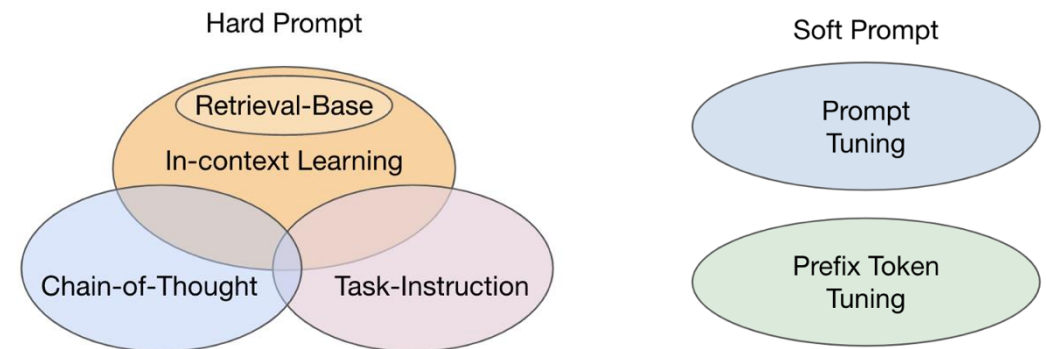 Hard Prompt
Retrieval-Base
In-context Learning
Chain-of-Thought
Task-Instruction
Soft Prompt
Prompt
Tuning
Prefix Token
Tuning